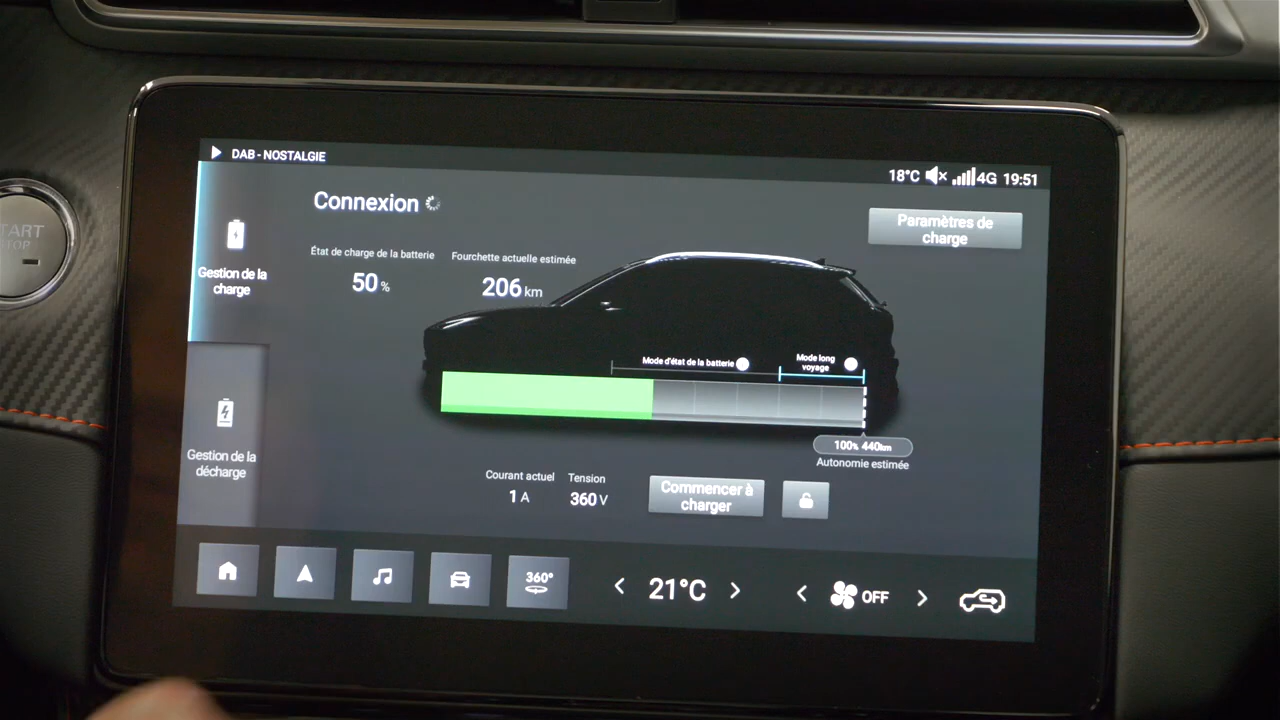 DAB - NOSTALGIE
18°C 4G 19:51
Connexion
Paramètres de
charge
État de charge de la batterie
50 %
Fourchette actuelle estimée
206 km
Gestion de la
charge
Mode d'état de la batterie
Mode long
voyage
100% 440km
Autonomie estimée
Gestion de la
décharge
Courant actuel
1 A
Tension
360 V
Commencer à
charger
360°
21°C
OFF
START
STOP